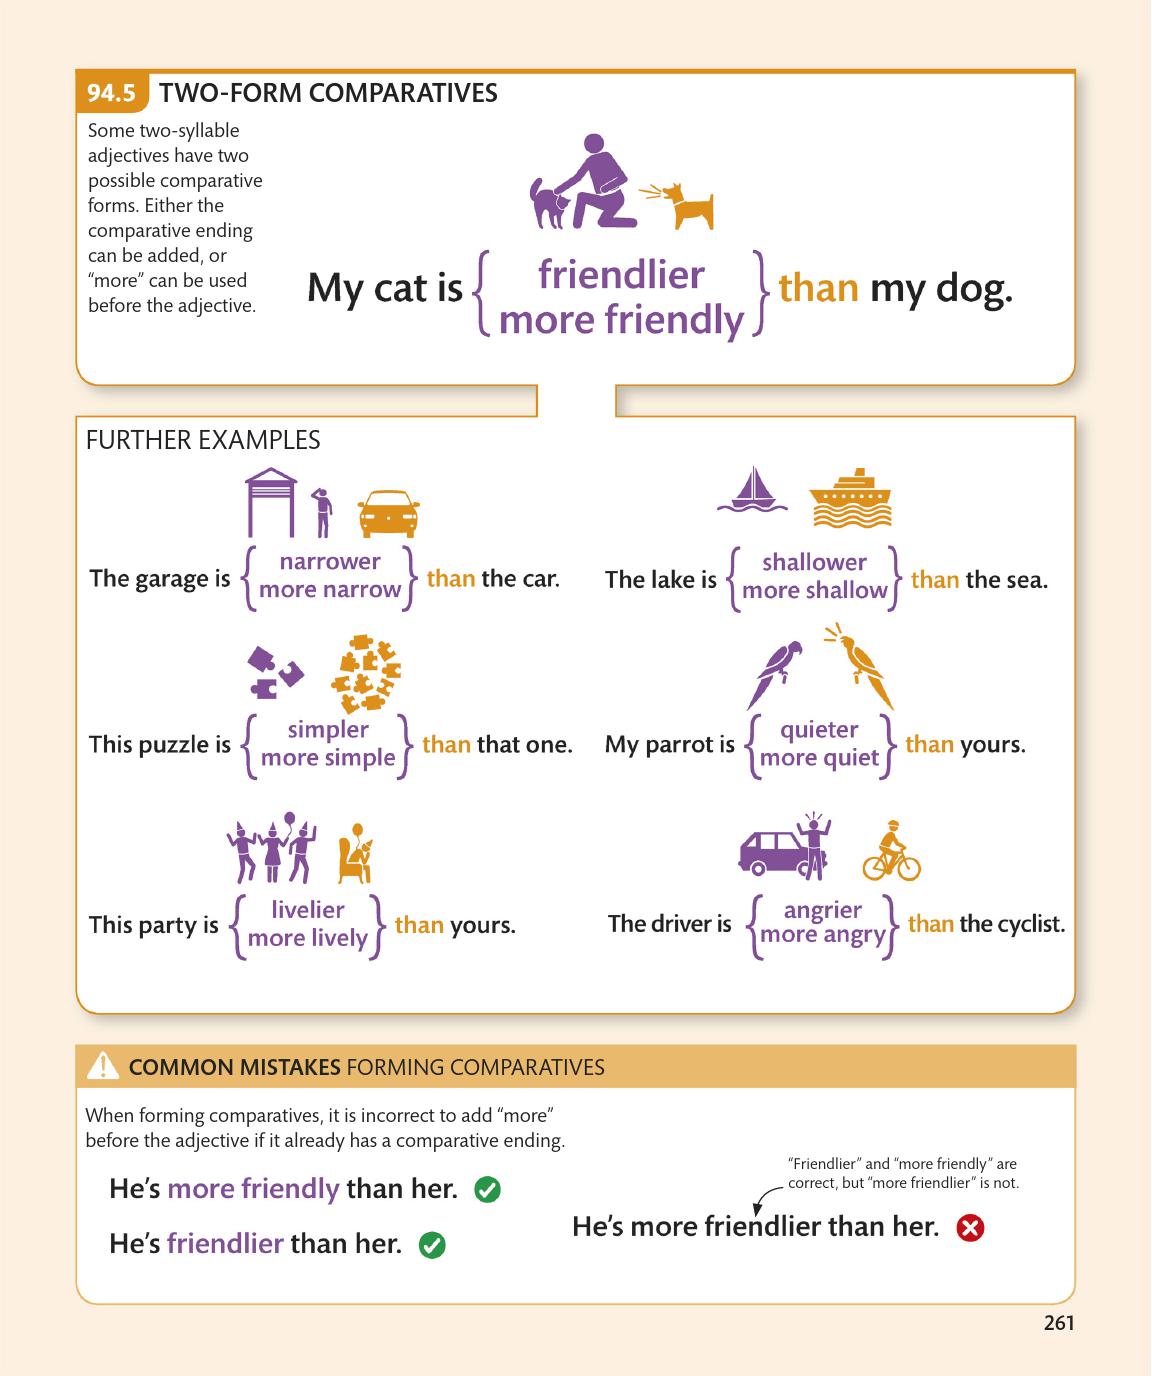 94.5 TWO-FORM COMPARATIVES
Some two-syllable
adjectives have two
possible comparative
forms. Either the
comparative ending
can be added, or
“more” can be used
before the adjective.
My cat is { friendlier
more friendly } than my dog.
FURTHER EXAMPLES
The garage is { narrower
more narrow } than the car.
The lake is { shallower
more shallow } than the sea.
This puzzle is { simpler
more simple } than that one.
My parrot is { quieter
more quiet } than yours.
This party is { livelier
more lively } than yours.
The driver is { angrier
more angry } than the cyclist.
COMMON MISTAKES FORMING COMPARATIVES
When forming comparatives, it is incorrect to add “more”
before the adjective if it already has a comparative ending.
He’s more friendly than her.
He’s friendlier than her.
“Friendlier” and “more friendly” are
correct, but “more friendlier” is not.
He’s more friendlier than her.
261